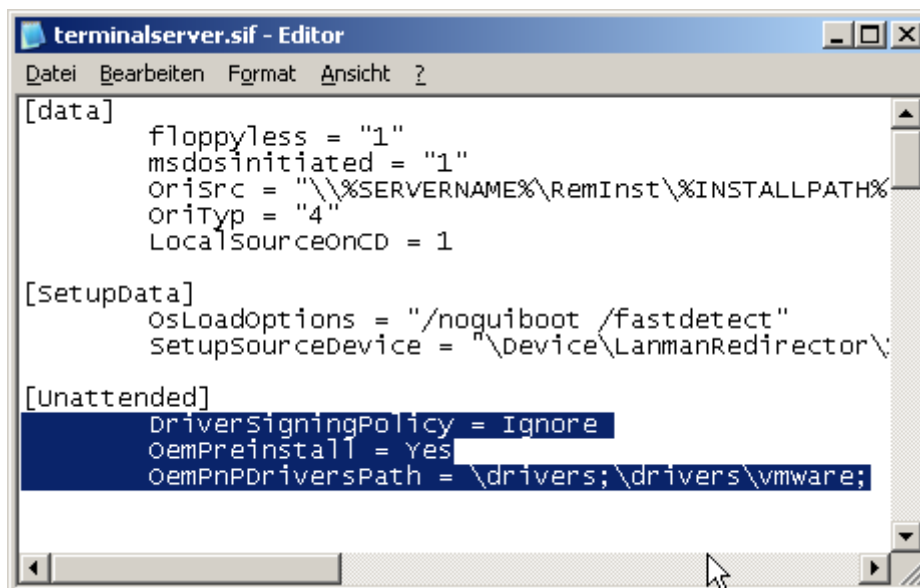 terminalserver.sif - Editor
Datei Bearbeiten Format Ansicht ?
[data]
floppyless = "1"
msdosinitiated = "1"
OriSrc = "\\%SERVERNAME%\RemInst\%INSTALLPATH%
OriTyp = "4"
LocalSourceOnCD = 1
[SetupData]
OsLoadOptions = "/noguiboot /fastdetect"
SetupSourceDevice = "\Device\LanmanRedirector\
[Unattended]
DriverSigningPolicy = Ignore
OemPreinstall = Yes
OemPnPDriversPath = \drivers;\drivers\vmware;